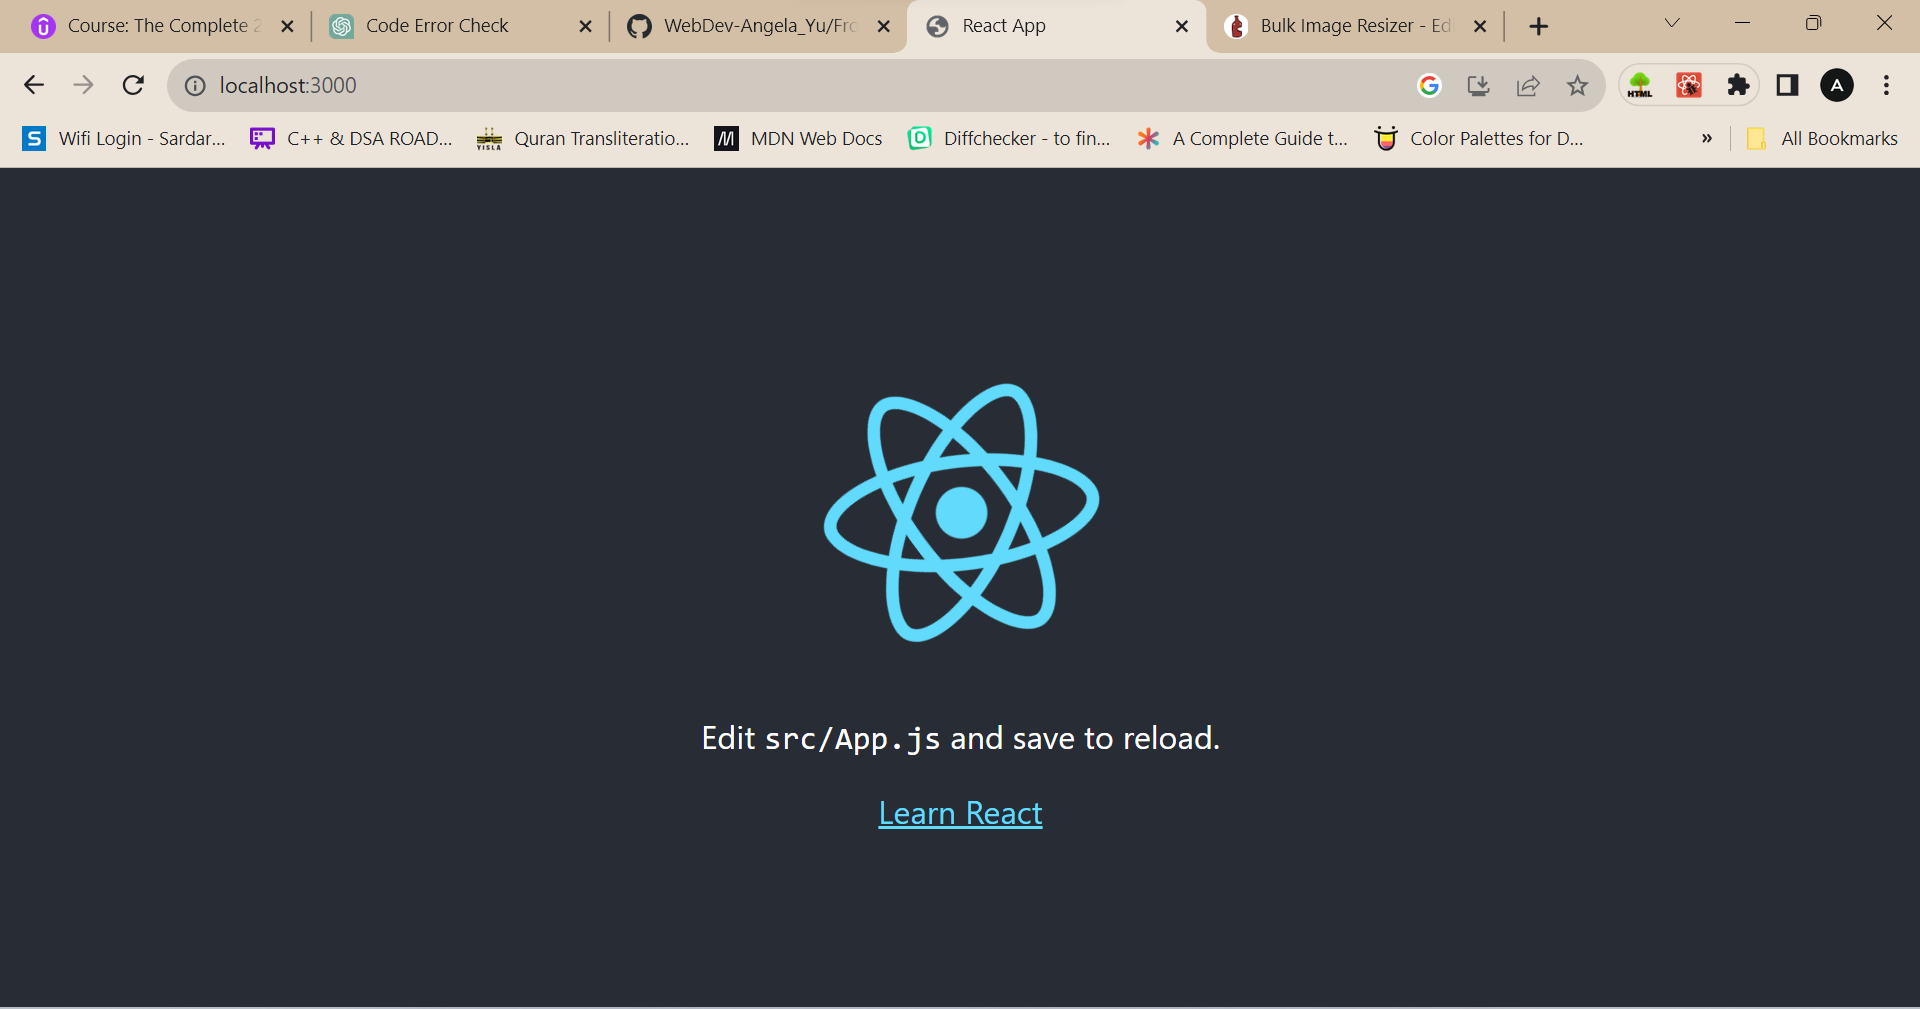 Course: The Complete 2
Code Error Check
WebDev-Angela_Yu/Fro
React App
Bulk Image Resizer - Ed
localhost:3000
HTML
A
S
Wifi Login - Sardar...
C++ & DSA ROAD...
YISLA
Quran Transliteratio...
M
MDN Web Docs
D
Diffchecker - to fin...
A Complete Guide t...
Color Palettes for D...
»
All Bookmarks
Edit src/App.js and save to reload.
Learn React